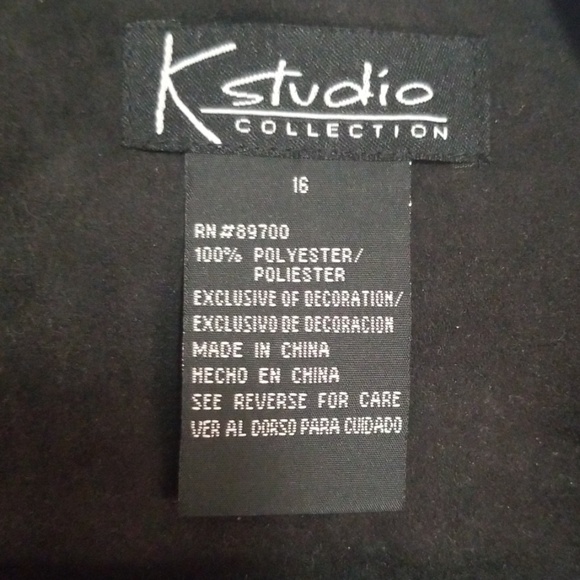 K studio
COLLECTION
16
RN#89700
100% POLYESTER/
POLIESTER
EXCLUSIVE OF DECORATION/
EXCLUSIVO DE DECORACION
MADE IN CHINA
HECHO EN CHINA
SEE REVERSE FOR CARE
VER AL DORSO PARA CUIDADO